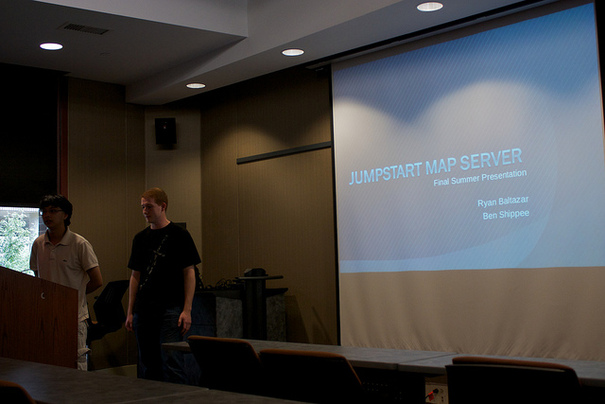 JUMPSTART MAP SERVER
Final Summer Presentation
Ryan Baltazar
Ben Shippee